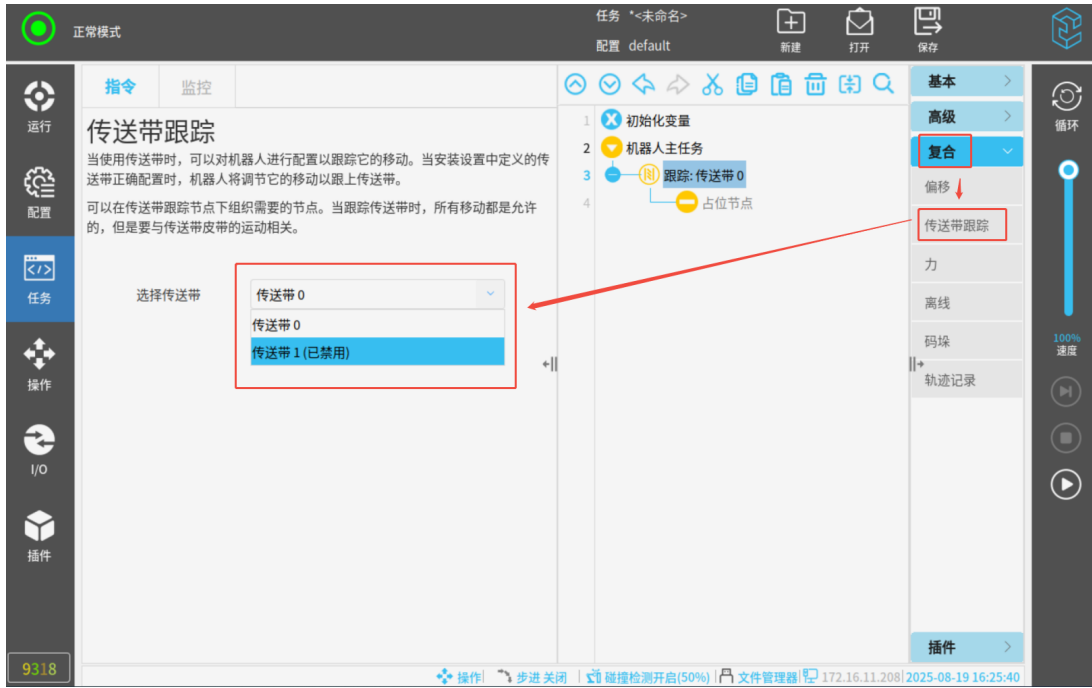 正常模式
任务 *<未命名>
配置 default
新建
打开
保存
运行
配置
任务
操作
I/O
插件
9318
指令
监控
传送带跟踪
当使用传送带时，可以对机器人进行配置以跟踪它的移动。当安装设置中定义的传
送带正确配置时，机器人将调节它的移动以跟上传送带。
可以在传送带跟踪节点下组织需要的节点。当跟踪传送带时，所有移动都是允许
的，但是要与传送带皮带的运动相关。
选择传送带
传送带 0
传送带 0
传送带 1 (已禁用)
1 初始化变量
2 机器人主任务
3 跟踪: 传送带 0
4 占位节点
基本
高级
复合
偏移
传送带跟踪
力
离线
码垛
轨迹记录
插件
循环
100%
速度
操作
步进 关闭
碰撞检测开启(50%)
文件管理器
172.16.11.208
2025-08-19 16:25:40